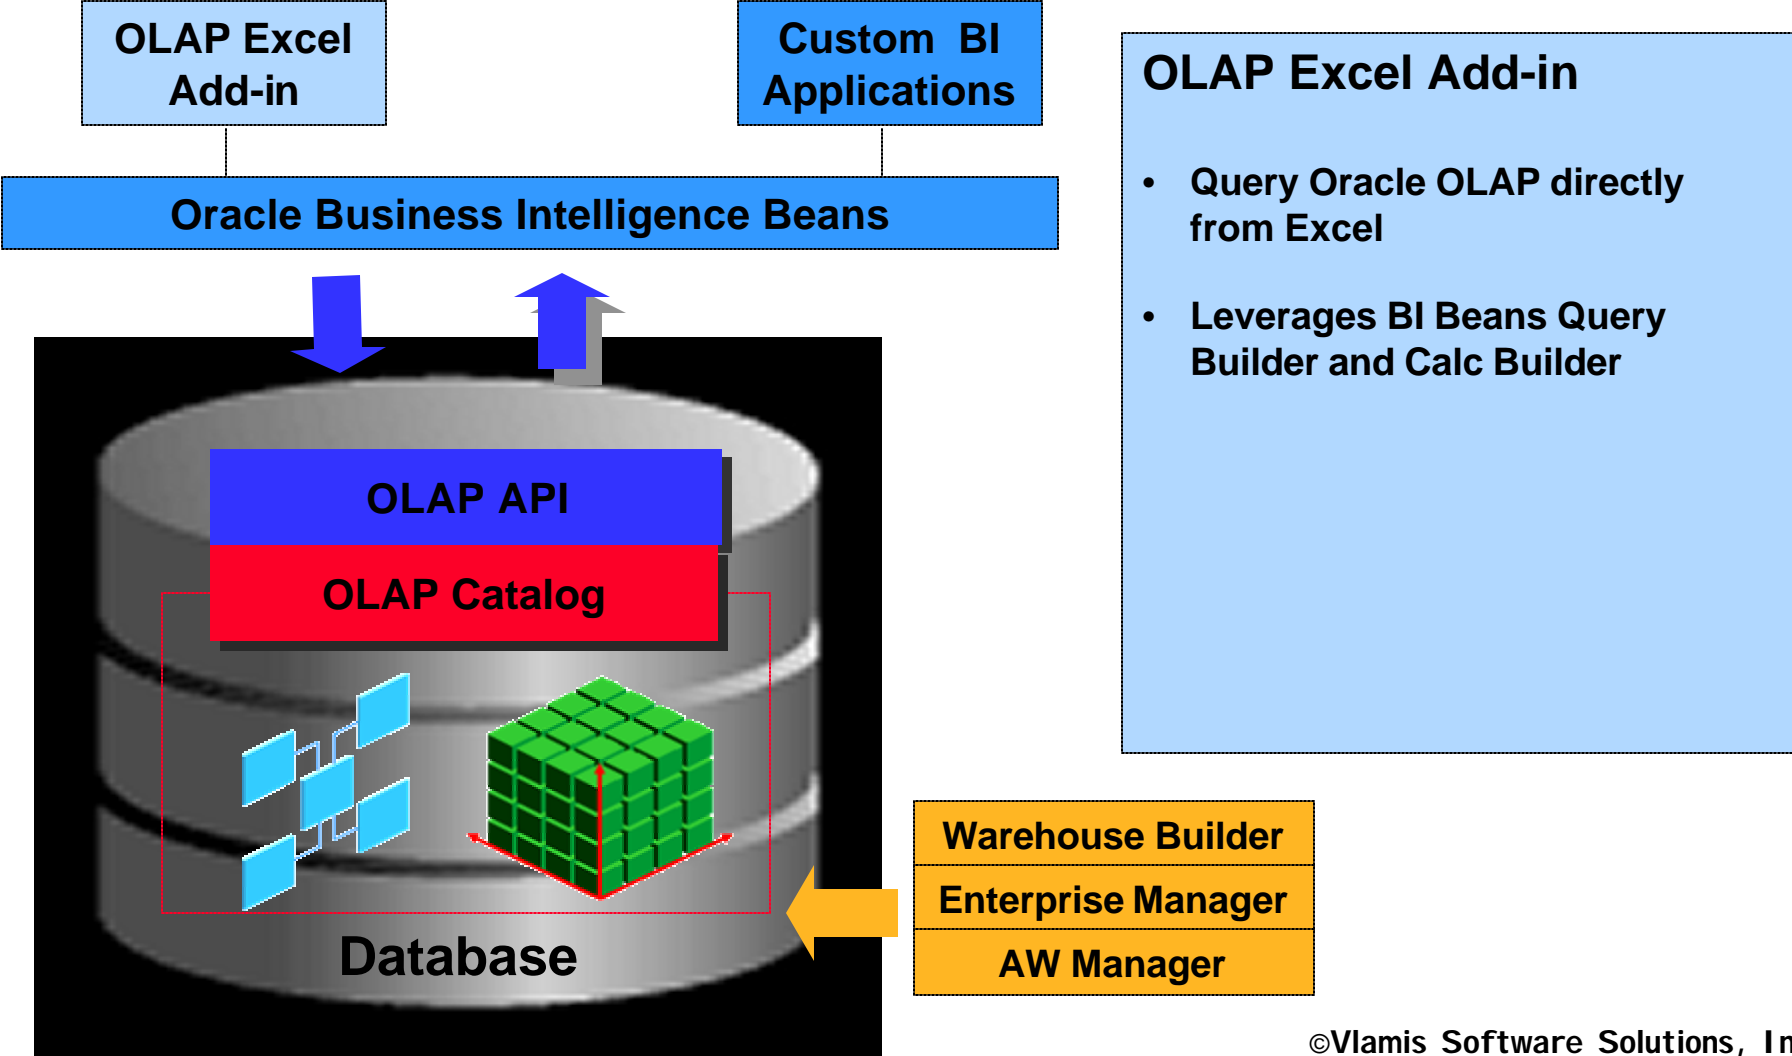 OLAP Excel
Add-in
Custom BI
Applications
Oracle Business Intelligence Beans
OLAP API
OLAP Catalog
Database
OLAP Excel Add-in
• Query Oracle OLAP directly
from Excel
• Leverages BI Beans Query
Builder and Calc Builder
Warehouse Builder
Enterprise Manager
AW Manager
©Vlamis Software Solutions, In